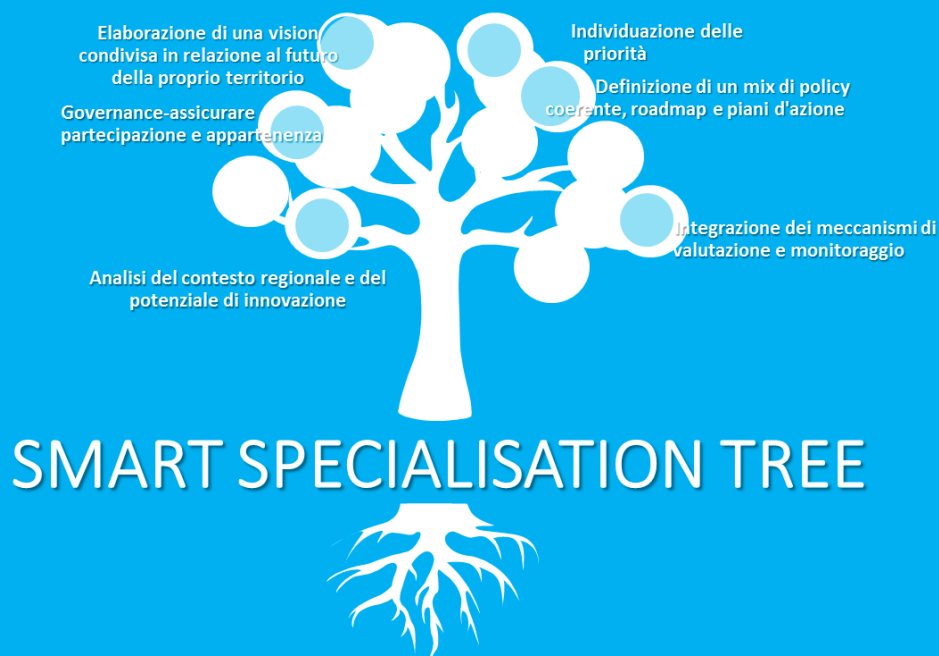 Elaborazione di una vision
condivisa in relazione al futuro
della proprio territorio
Governance-assicurare
partecipazione e appartenenza
Analisi del contesto regionale e del
potenziale di innovazione
Individuazione delle
priorità
Definizione di un mix di policy
coerente, roadmap e piani d'azione
Integrazione dei meccanismi di
valutazione e monitoraggio
SMART SPECIALISATION TREE